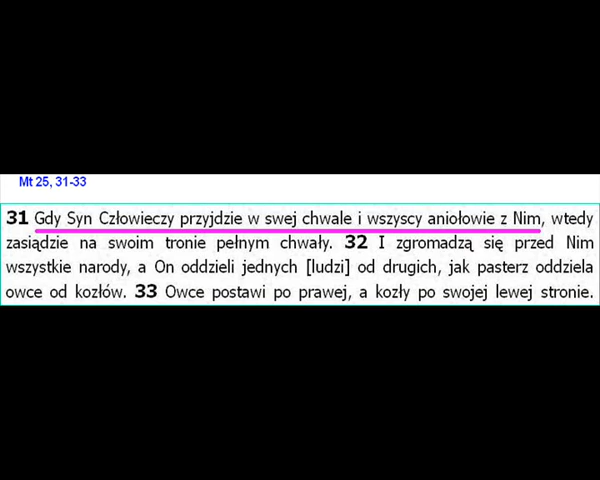 Mt 25, 31-33
31 Gdy Syn Człowieczy przyjdzie w swej chwale i wszyscy aniołowie z Nim, wtedy
zasiądzie na swoim tronie pełnym chwały. 32 I zgromadzą się przed Nim
wszystkie narody, a On oddzieli jednych [ludzi] od drugich, jak pasterz oddziela
owce od kozłów. 33 Owce postawi po prawej, a kozły po swojej lewej stronie.